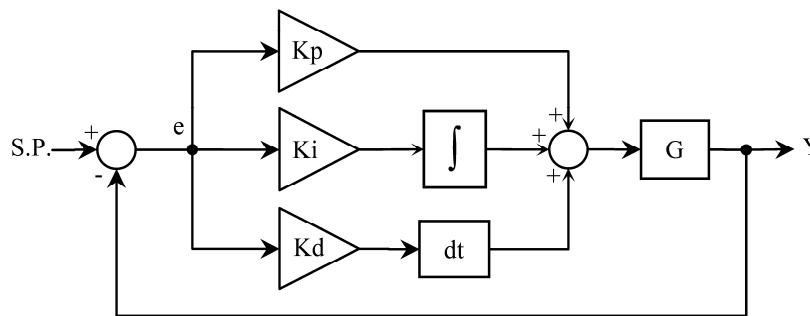 Kp
+
+
e
S.P.
Ki
∫
+
G
Y
-
+
Kd
dt